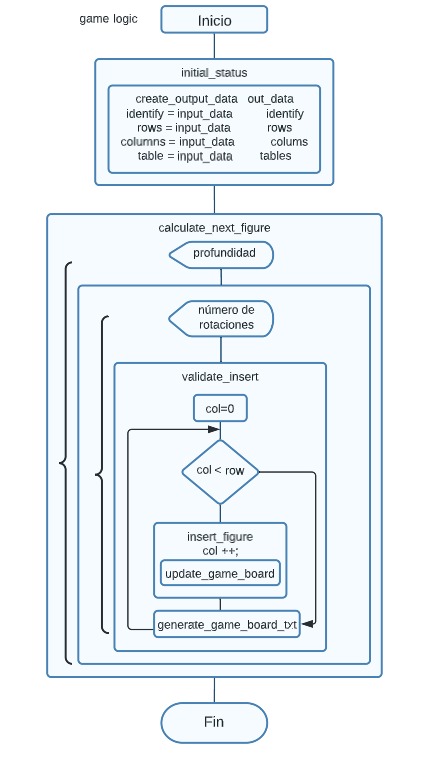 game logic
Inicio
initial_status
create_output_data out_data
identify = input_data identify
rows = input_data rows
columns = input_data colums
table = input_data tables
calculate_next_figure
profundidad
número de
rotaciones
validate_insert
col=0
col < row
insert_figure
col ++;
update_game_board
generate_game_board_txt
Fin